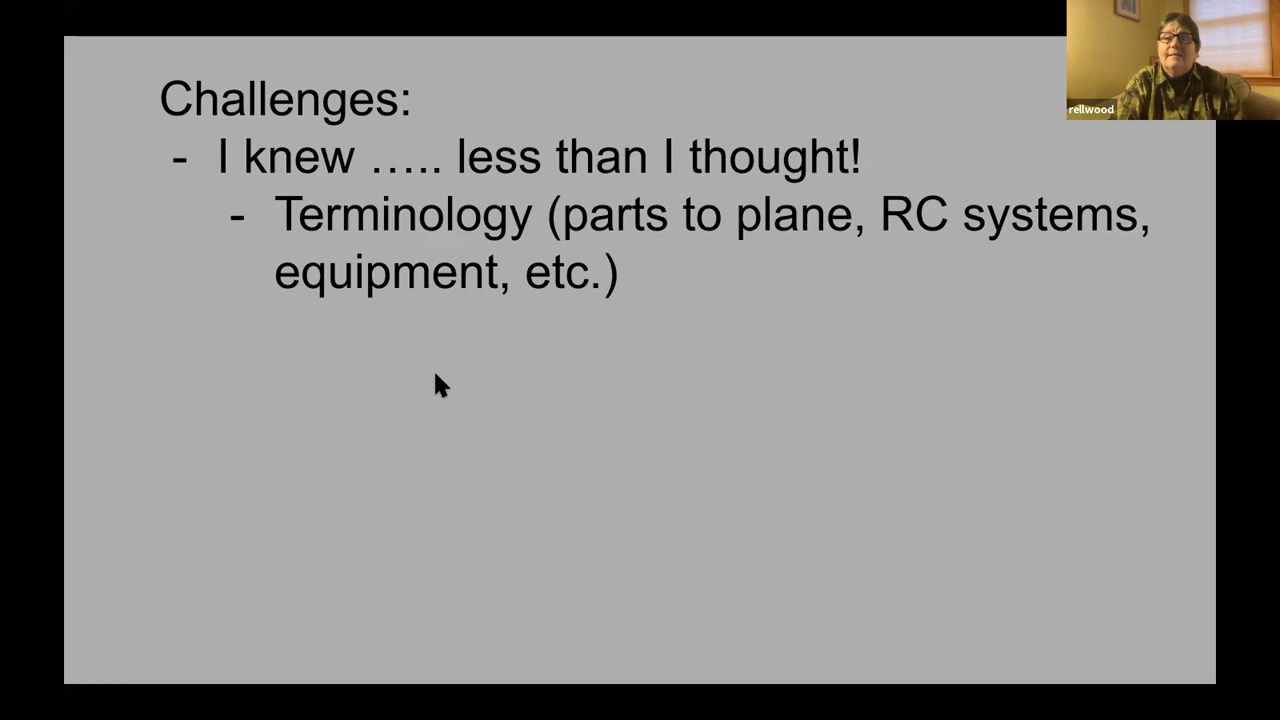 Challenges:
- I knew ….. less than I thought!
- Terminology (parts to plane, RC systems,
equipment, etc.)
rellwood